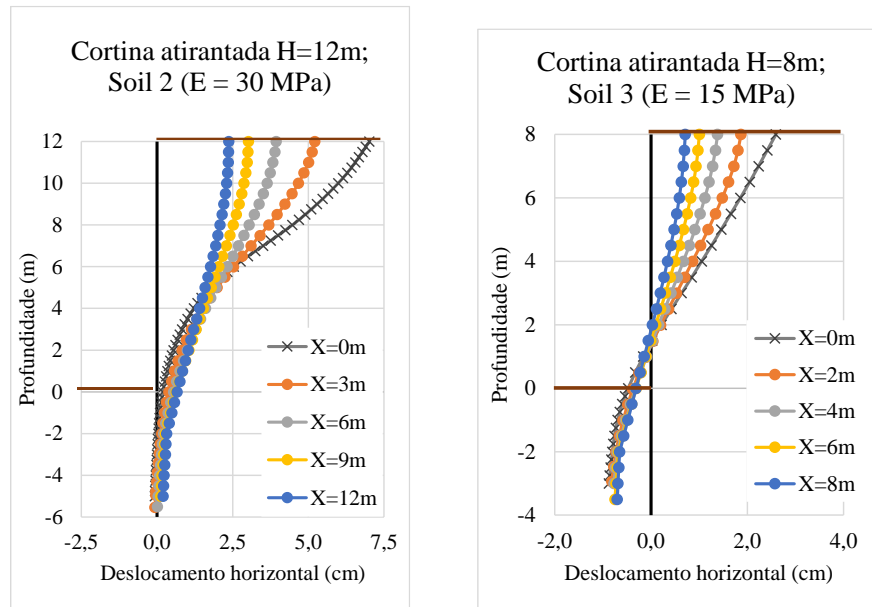 Cortina atirantada H=12m;
Soil 2 (E = 30 MPa)
Profundidade (m)
12
10
8
6
4
2
0
-2
-4
-6
-2,5
0,0
2,5
5,0
7,5
Deslocamento horizontal (cm)
X=0m
X=3m
X=6m
X=9m
X=12m
Cortina atirantada H=8m;
Soil 3 (E = 15 MPa)
Profundidade (m)
8
6
4
2
0
-2
-4
-2,0
0,0
2,0
4,0
Deslocamento horizontal (cm)
X=0m
X=2m
X=4m
X=6m
X=8m